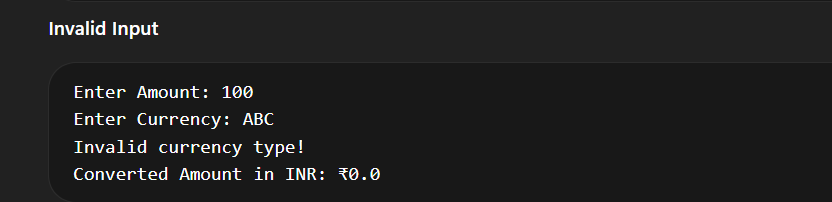 Invalid Input
Enter Amount: 100
Enter Currency: ABC
Invalid currency type!
Converted Amount in INR: ₹0.0